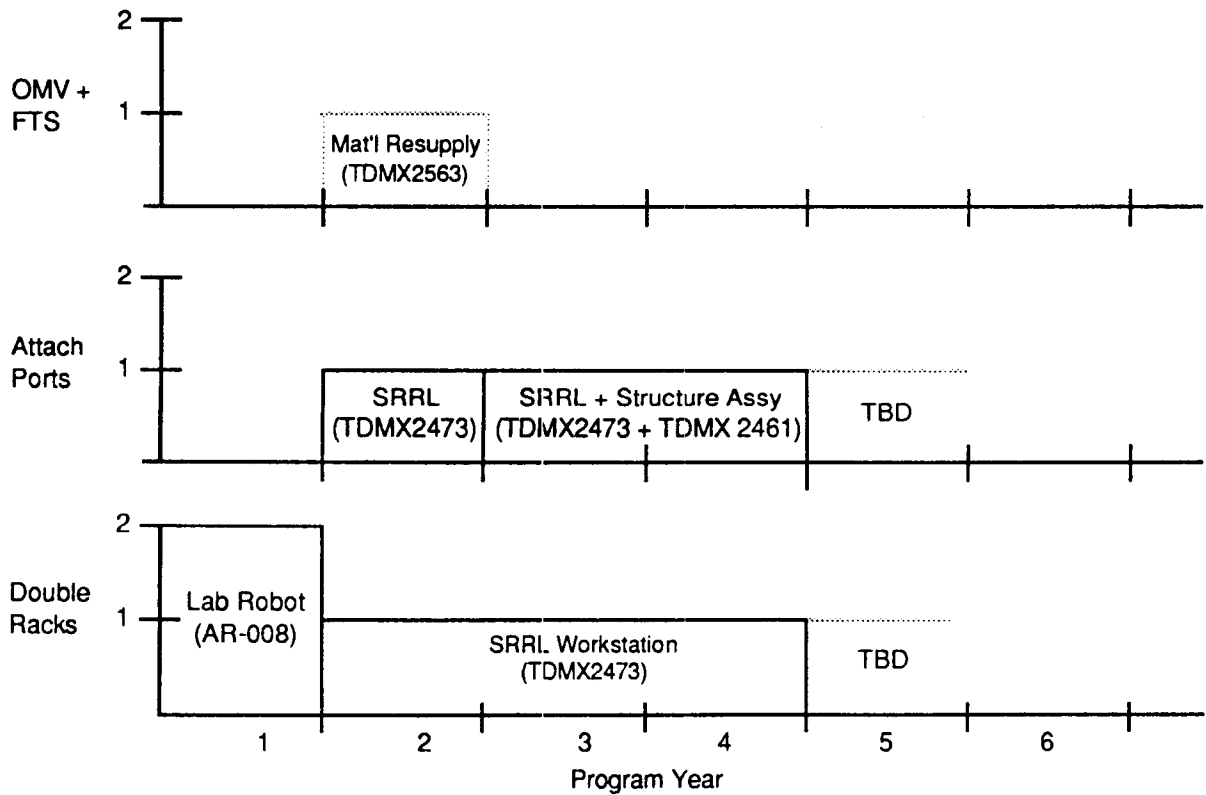 2
OMV +
FTS
1
Mat'l Resupply
(TDMX2563)
2
Attach
Ports
1
SRRL
(TDMX2473)
SRRL + Structure Assy
(TDMX2473 + TDMX 2461)
TBD
2
Double
Racks
1
Lab Robot
(AR-008)
SRRL Workstation
(TDMX2473)
TBD
1 2 3 4 5 6
Program Year